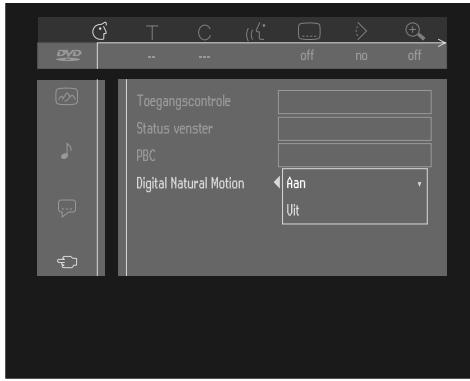 T C
DVD -- --- off no off
Toegangscontrole
Status venster
PBC
Digital Natural Motion Aan
Uit